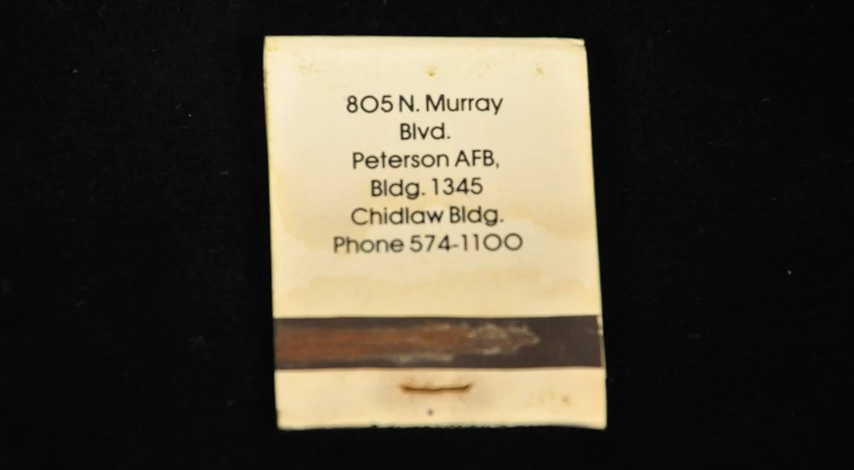 805 N. Murray
Blvd.
Peterson AFB,
Bldg. 1345
Chidlaw Bldg.
Phone 574-1100